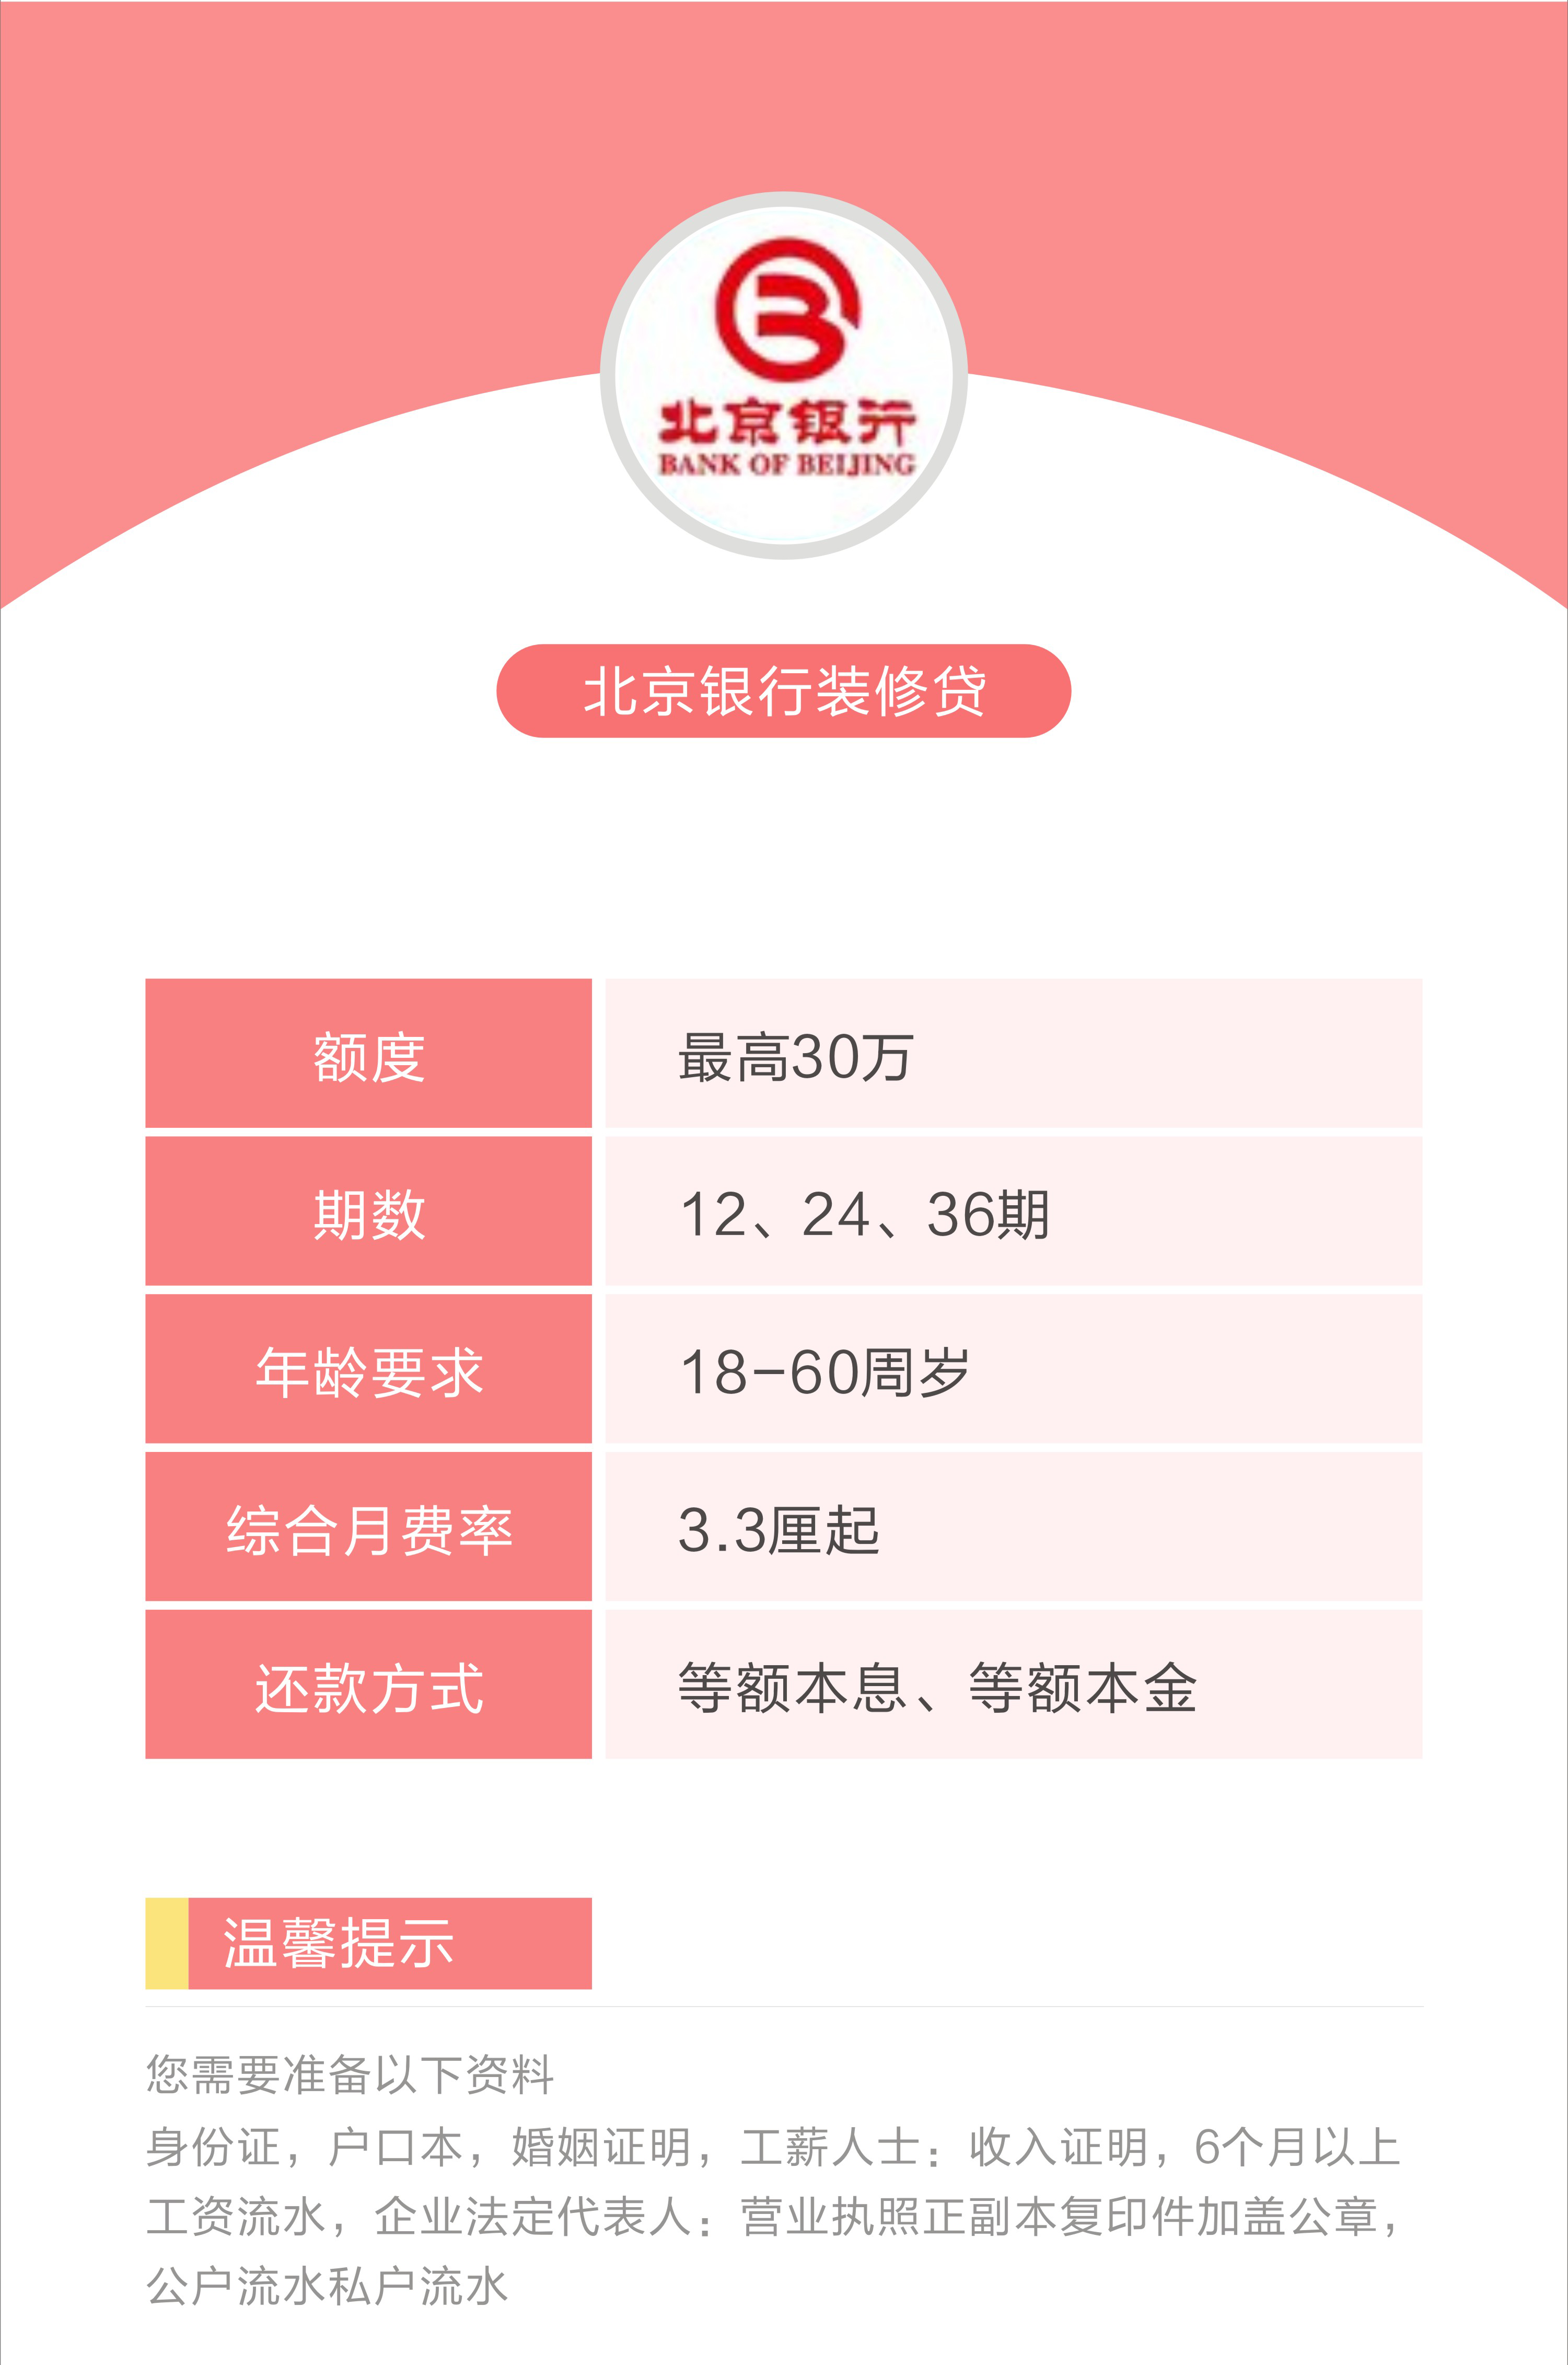 北京银行
BANK OF BEIJING
北京银行装修贷
额度 最高30万
期数 12、24、36期
年龄要求 18-60周岁
综合月费率 3.3厘起
还款方式 等额本息、等额本金
温馨提示
您需要准备以下资料
身份证，户口本，婚姻证明，工薪人士：收入证明，6个月以上
工资流水，企业法定代表人：营业执照正副本复印件加盖公章，
公户流水私户流水